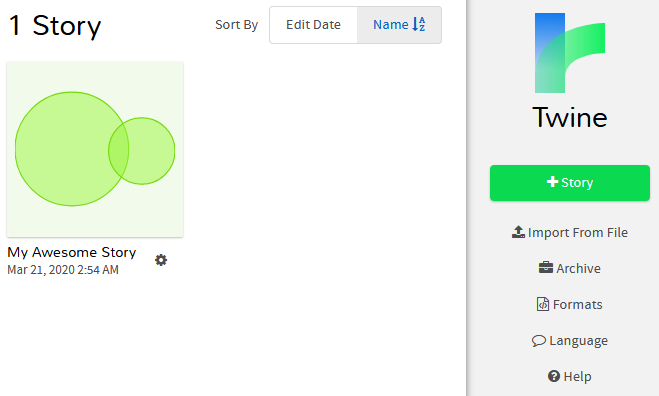 1 Story
Sort By Edit Date Name
My Awesome Story
Mar 21, 2020 2:54 AM
Twine
+ Story
Import From File
Archive
Formats
Language
Help